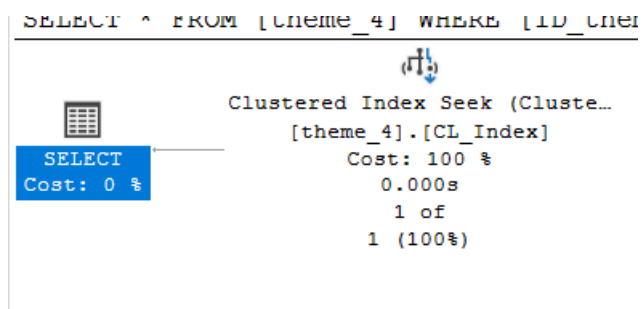 SELECT * FROM [theme_4] WHERE [ID_them
Clustered Index Seek (Cluste…
[theme_4].[CL_Index]
SELECT
Cost: 100 %
Cost: 0 %
0.000s
1 of
1 (100%)